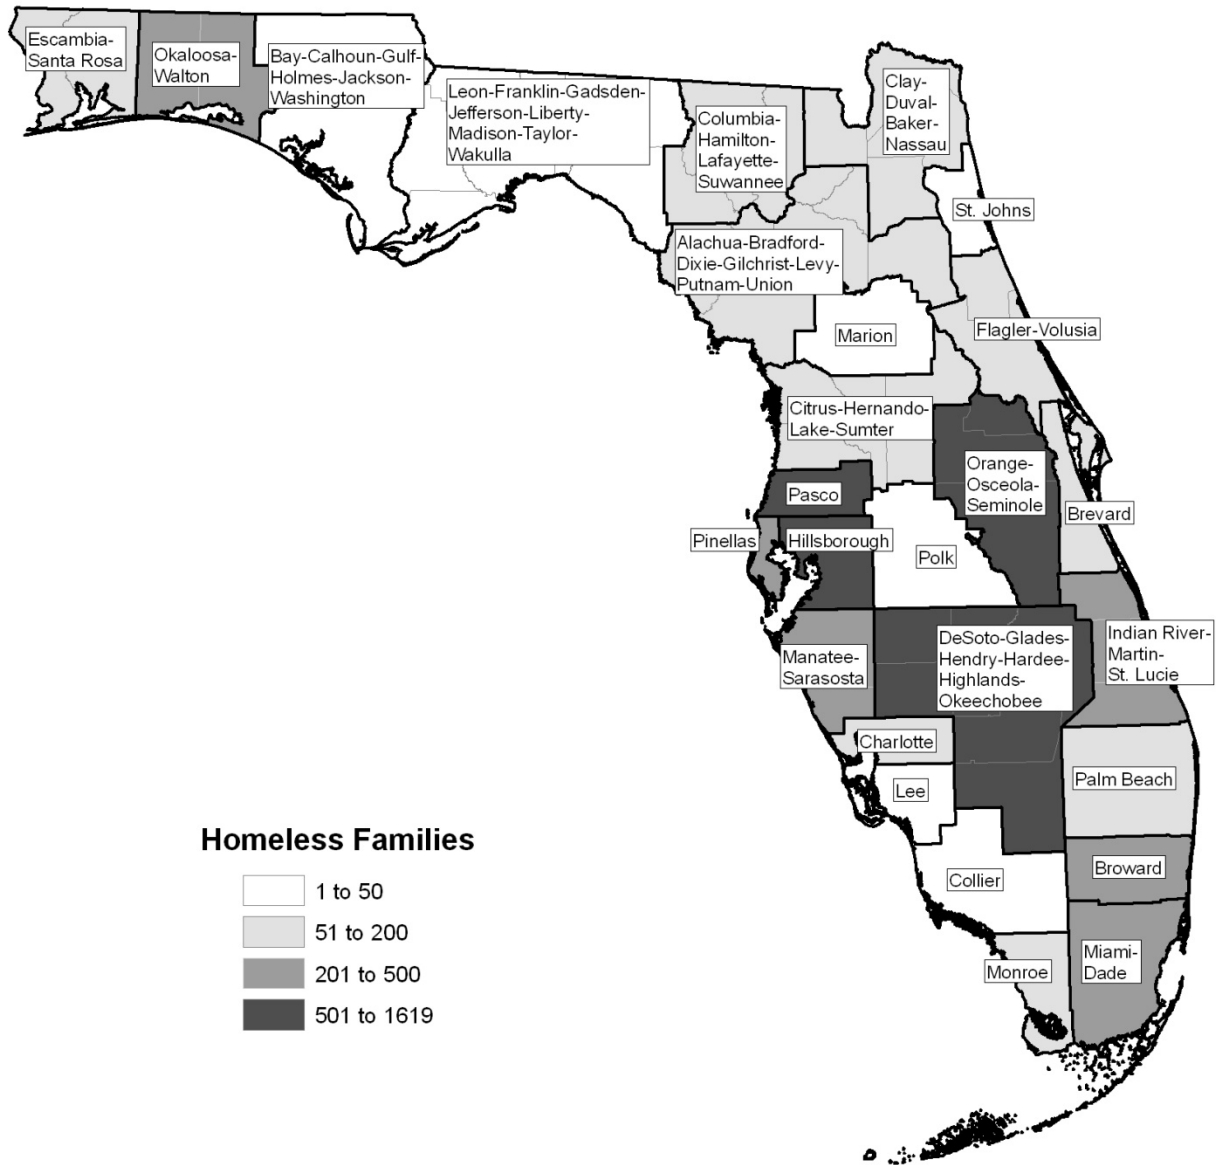 Escambia-
Santa Rosa
Okaloosa-
Walton
Bay-Calhoun-Gulf-
Holmes-Jackson-
Washington
Leon-Franklin-Gadsden-
Jefferson-Liberty-
Madison-Taylor-
Wakulla
Columbia-
Hamilton-
Lafayette-
Suwannee
Clay-
Duval-
Baker-
Nassau
St. Johns
Alachua-Bradford-
Dixie-Gilchrist-Levy-
Putnam-Union
Marion
Flagler-Volusia
Citrus-Hernando-
Lake-Sumter
Orange-
Osceola-
Seminole
Pasco
Brevard
Pinellas
Hillsborough
Polk
Manatee-
Sarasosta
DeSoto-Glades-
Hendry-Hardee-
Highlands-
Okeechobee
Indian River-
Martin-
St. Lucie
Charlotte
Lee
Palm Beach
Collier
Broward
Monroe
Miami-
Dade
Homeless Families
1 to 50
51 to 200
201 to 500
501 to 1619